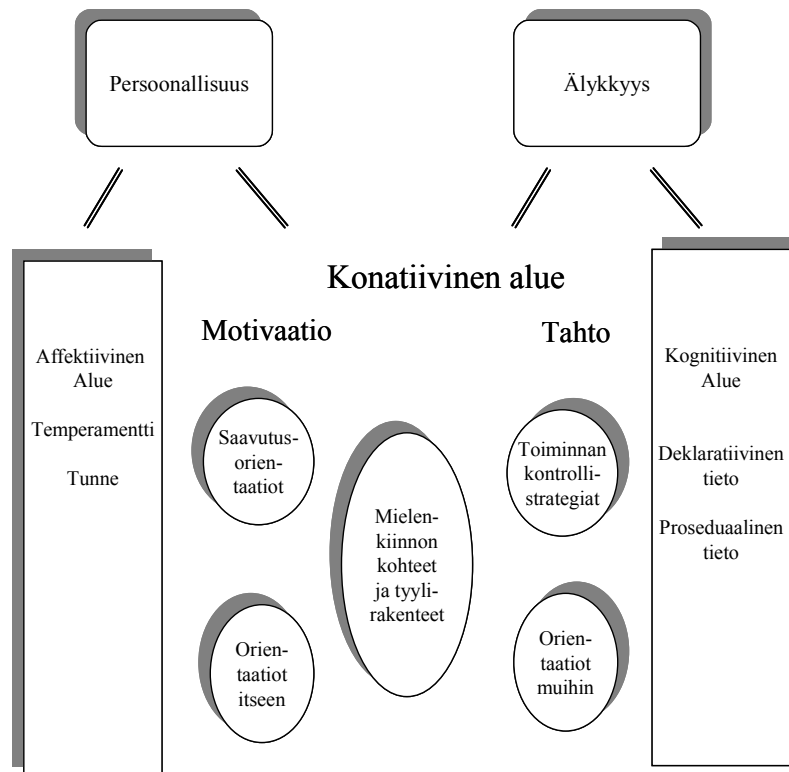 Persoonallisuus
Älykkyys
Konatiivinen alue
Motivaatio
Tahto
Affektiivinen
Alue
Temperamentti
Tunne
Saavutus-
orien-
taatiot
Orien-
taatiot
itseen
Mielen-
kiinnon
kohteet
ja tyyli-
rakenteet
Toiminnan
kontrolli-
strategiat
Orien-
taatiot
muihin
Kognitiivinen
Alue
Deklaratiivinen
tieto
Proseduaalinen
tieto